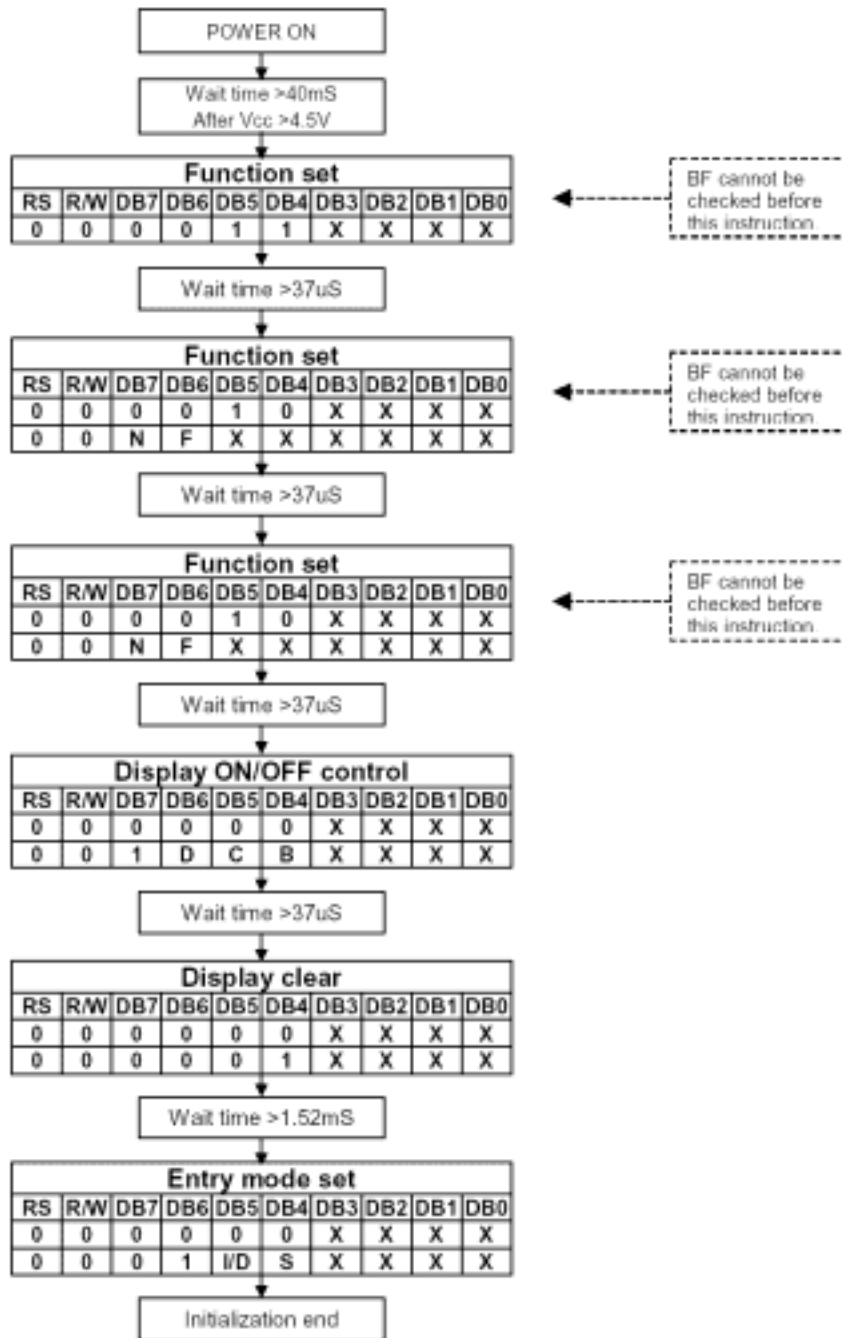 POWER ON
Wait time >40mS
After Vcc >4.5V
Function set
RS R/W DB7 DB6 DB5 DB4 DB3 DB2 DB1 DB0
0 0 0 0 1 1 X X X X
BF cannot be
checked before
this instruction.
Wait time >37uS
Function set
RS R/W DB7 DB6 DB5 DB4 DB3 DB2 DB1 DB0
0 0 0 0 1 0 X X X X
0 0 N F X X X X X X
BF cannot be
checked before
this instruction.
Wait time >37uS
Function set
RS R/W DB7 DB6 DB5 DB4 DB3 DB2 DB1 DB0
0 0 0 0 1 0 X X X X
0 0 N F X X X X X X
BF cannot be
checked before
this instruction.
Wait time >37uS
Display ON/OFF control
RS R/W DB7 DB6 DB5 DB4 DB3 DB2 DB1 DB0
0 0 0 0 0 0 X X X X
0 0 1 D C B X X X X
Wait time >37uS
Display clear
RS R/W DB7 DB6 DB5 DB4 DB3 DB2 DB1 DB0
0 0 0 0 0 0 X X X X
0 0 0 0 0 1 X X X X
Wait time >1.52mS
Entry mode set
RS R/W DB7 DB6 DB5 DB4 DB3 DB2 DB1 DB0
0 0 0 0 0 0 X X X X
0 0 0 1 I/D S X X X X
Initialization end